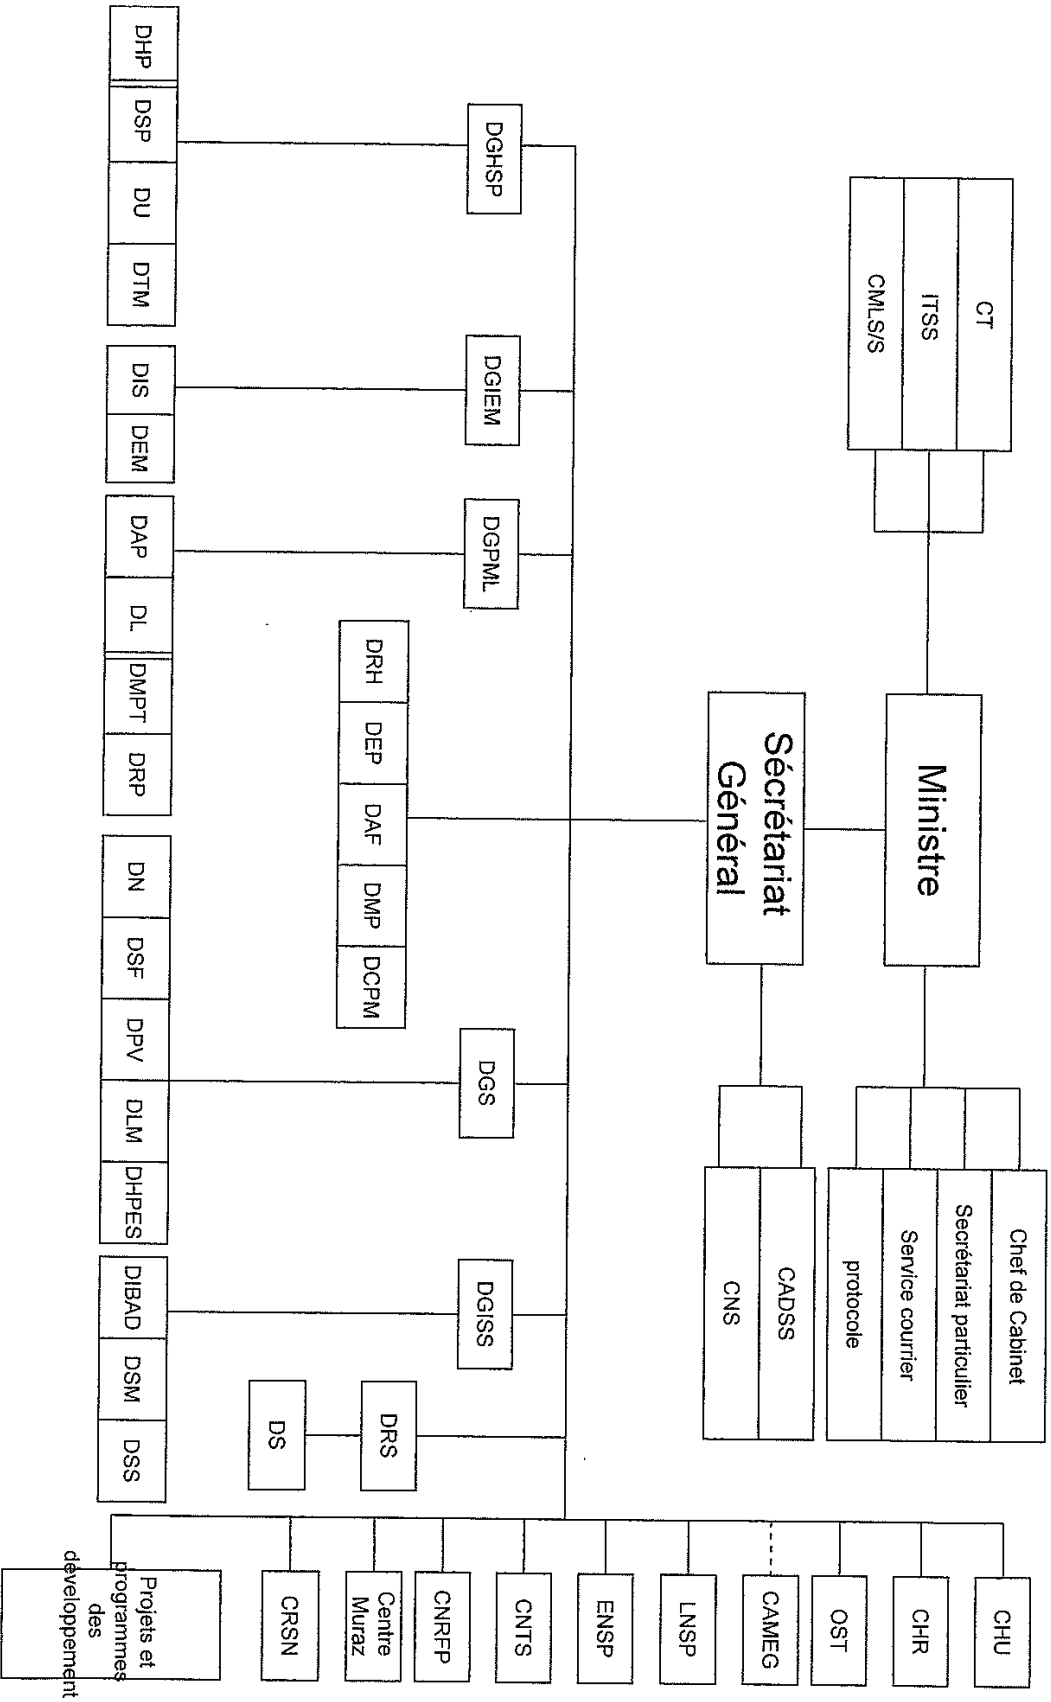 CT
ITSS
CMLS/S
Ministre
Chef de Cabinet
Secrétariat particulier
Service courrier
protocole
Sécrétariat
Général
CADSS
CNS
DGHSP
DGIEM
DGPML
DGS
DGISS
DRH
DEP
DAF
DMP
DCPM
DRS
DS
DHP
DSP
DU
DTM
DIS
DEM
DAP
DL
DMPT
DRP
DN
DSF
DPV
DLM
DHPES
DIBAD
DSM
DSS
CHU
CHR
OST
CAMEG
LNSP
ENSP
CNTS
CNRFP
Centre
Muraz
CRSN
Projets et
programmes
des
développement